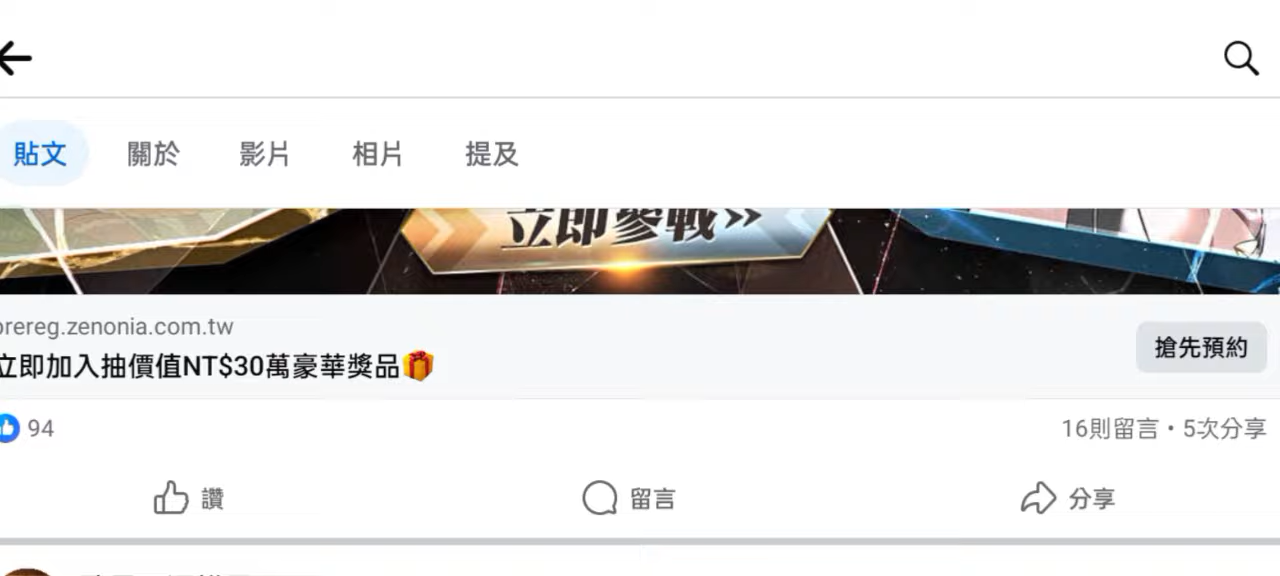 貼文 關於 影片 相片 提及
立即參戰
prereg.zenonia.com.tw
立即加入抽價值NT$30萬豪華獎品
搶先預約
94
16則留言・5次分享
讚 留言 分享